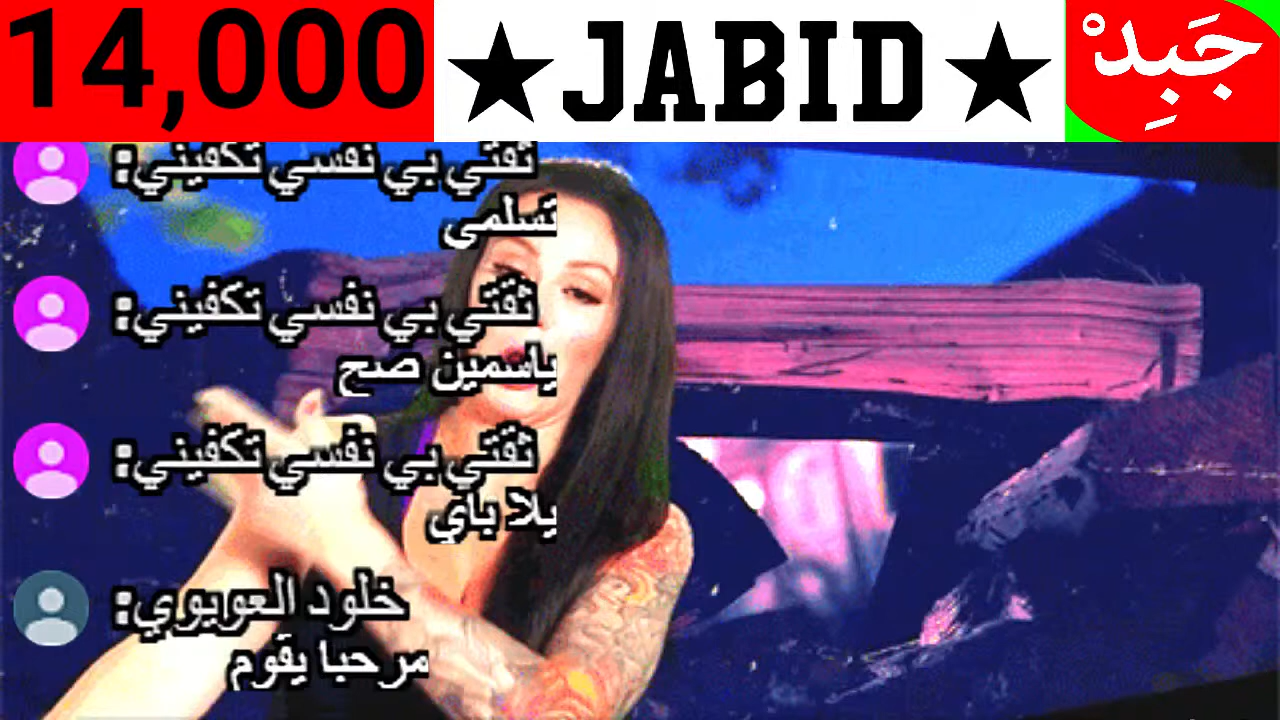 14,000
★JABID★
جَبِدْ
ثقتي بي نفسي تكفيني:
تسلمي
ثقتي بي نفسي تكفيني:
ياسمين صح
ثقتي بي نفسي تكفيني:
يلا باي
خلود العويوي:
مرحبا يقوم